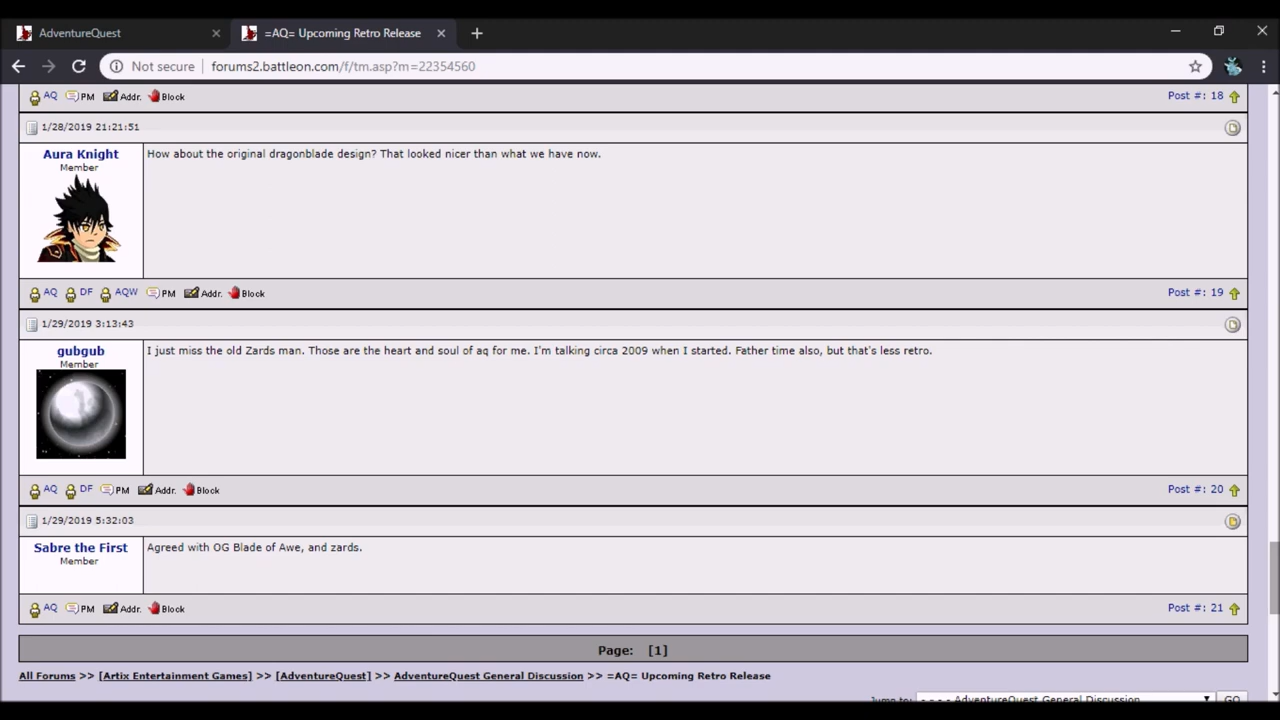 AdventureQuest
=AQ= Upcoming Retro Release
Not secure
forums2.battleon.com/f/tm.asp?m=22354560
AQ PM Addr. Block Post #: 18
1/28/2019 21:21:51
Aura Knight
Member
How about the original dragonblade design? That looked nicer than what we have now.
AQ DF AQW PM Addr. Block Post #: 19
1/29/2019 3:13:43
gubgub
Member
I just miss the old Zards man. Those are the heart and soul of aq for me. I'm talking circa 2009 when I started. Father time also, but that's less retro.
AQ DF PM Addr. Block Post #: 20
1/29/2019 5:32:03
Sabre the First
Member
Agreed with OG Blade of Awe, and zards.
AQ PM Addr. Block Post #: 21
Page: [1]
All Forums >> [Artix Entertainment Games] >> [AdventureQuest] >> AdventureQuest General Discussion >> =AQ= Upcoming Retro Release
Jump to: - - - - AdventureQuest General Discussion GO